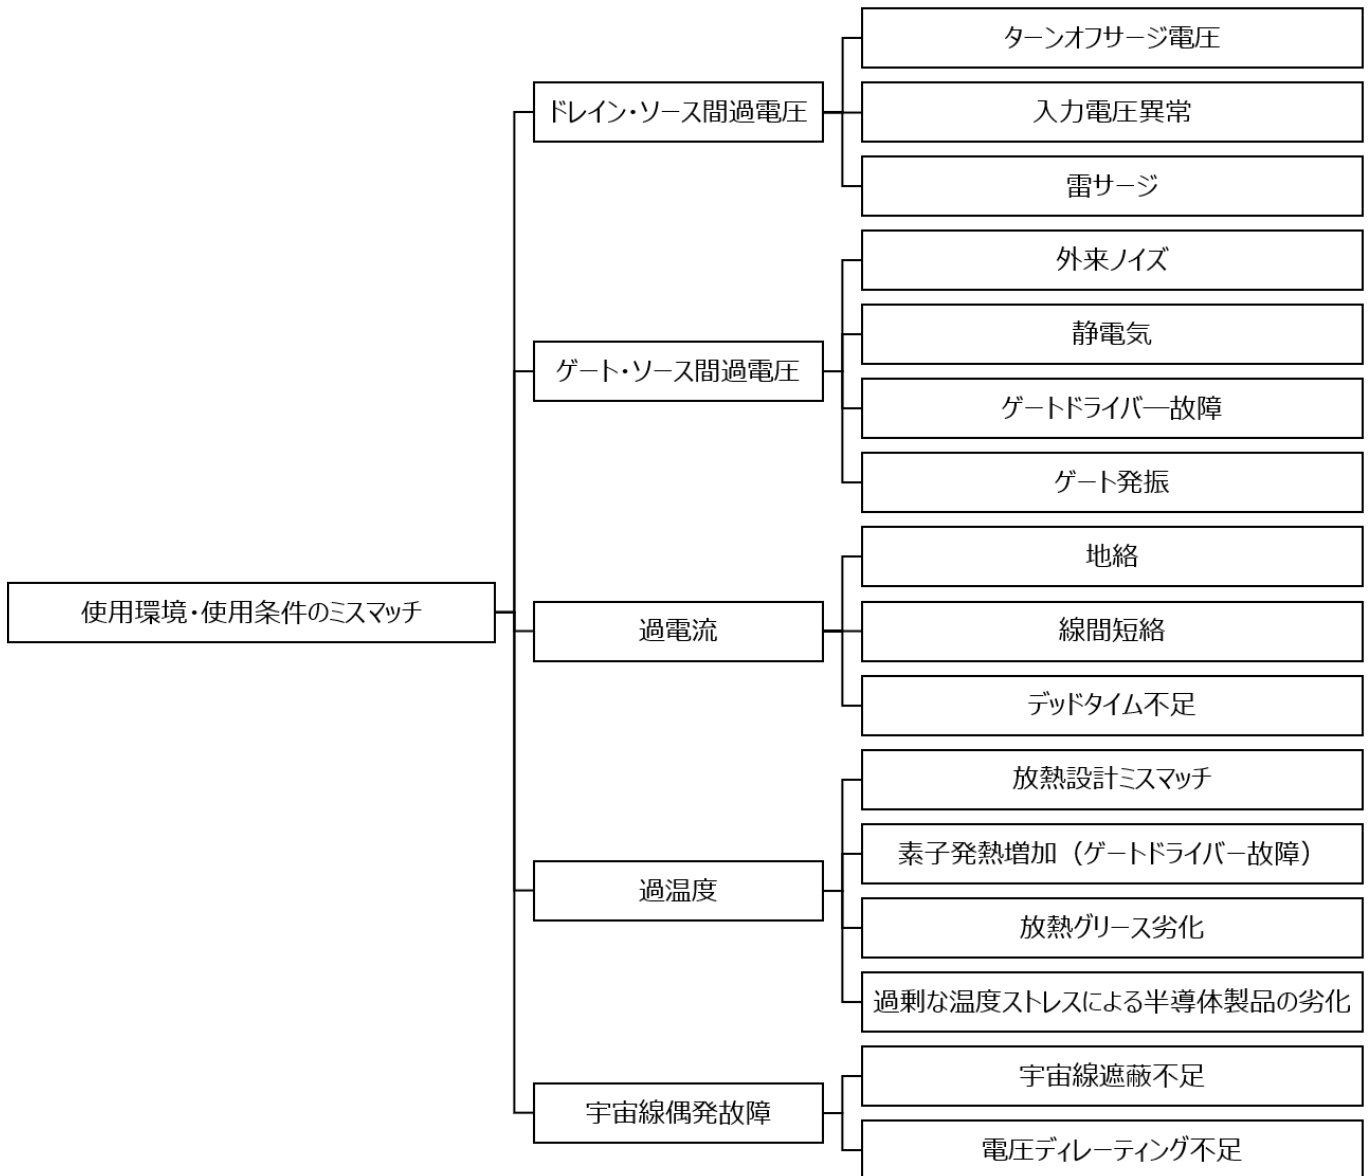 使用環境・使用条件のミスマッチ
ドレイン・ソース間過電圧
ターンオフサージ電圧
入力電圧異常
雷サージ
ゲート・ソース間過電圧
外来ノイズ
静電気
ゲートドライバー故障
ゲート発振
過電流
地絡
線間短絡
デッドタイム不足
過温度
放熱設計ミスマッチ
素子発熱増加（ゲートドライバー故障）
放熱グリース劣化
過剰な温度ストレスによる半導体製品の劣化
宇宙線偶発故障
宇宙線遮蔽不足
電圧ディレーティング不足